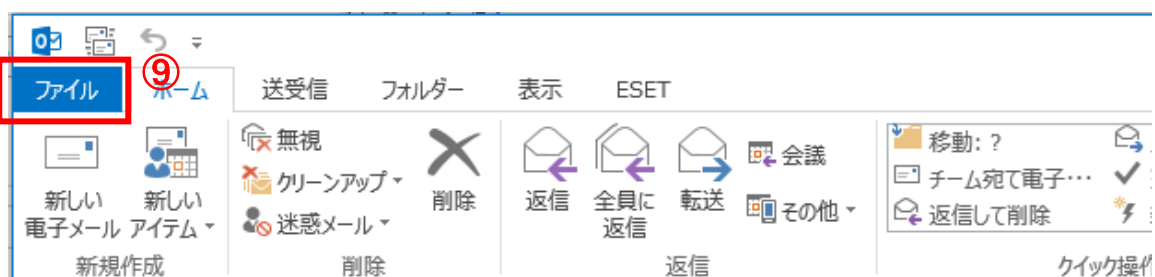 ⑨
ファイル ホーム 送受信 フォルダー 表示 ESET
新しい
電子メール
新しい
アイテム
新規作成
無視
クリーンアップ
迷惑メール
削除
削除
返信
全員に
返信
転送
会議
その他
返信
移動: ?
チーム宛て電子…
返信して削除
クイック操作